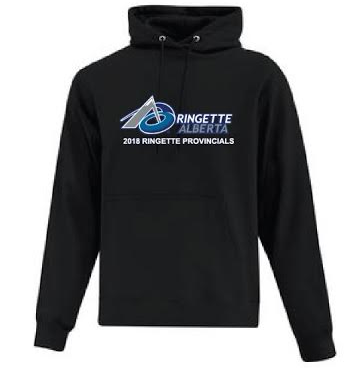 RINGETTE
ALBERTA
2018 RINGETTE PROVINCIALS